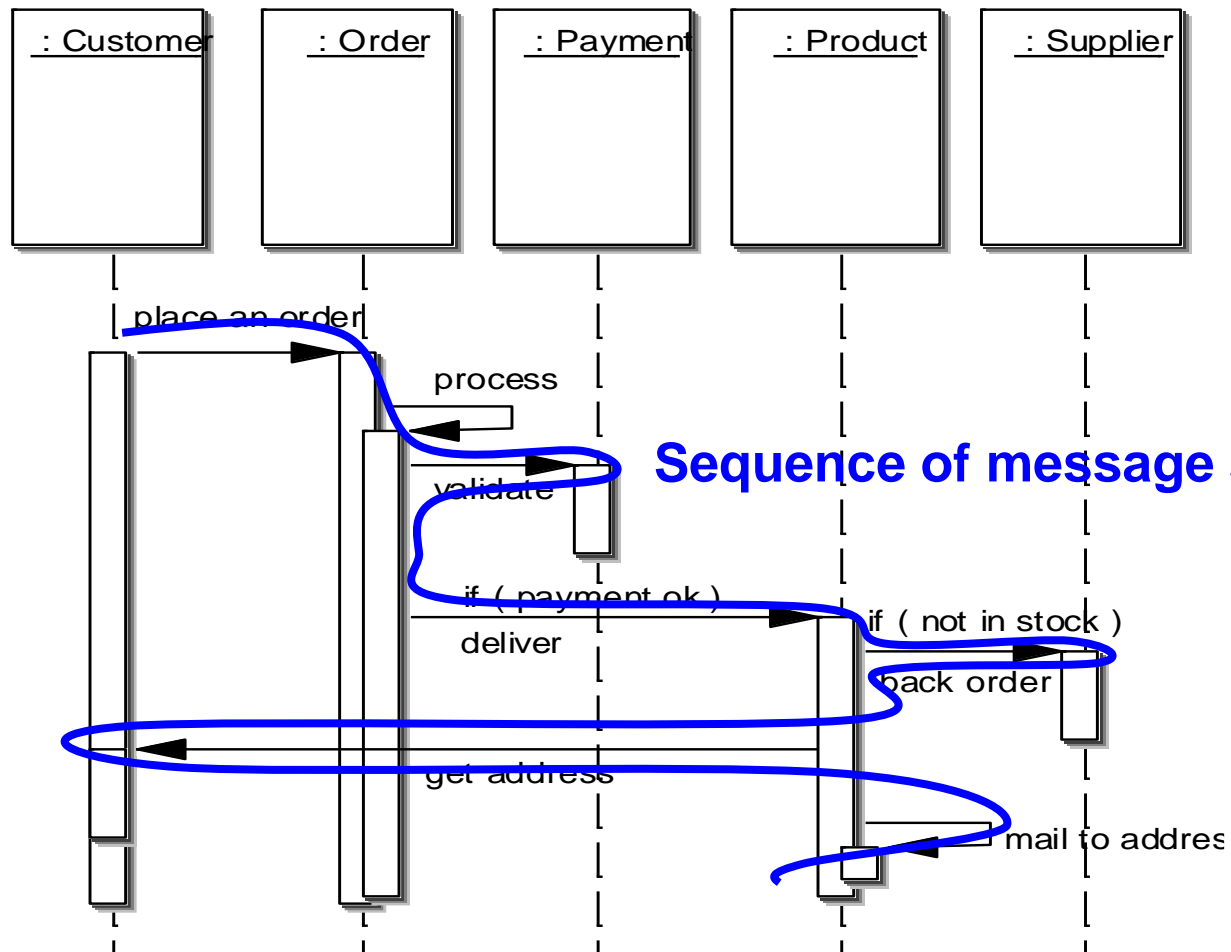 : Customer
: Order
: Payment
: Product
: Supplier
place an order
process
Sequence of message
validate
if ( payment ok )
deliver
if ( not in stock )
back order
get address
mail to addres